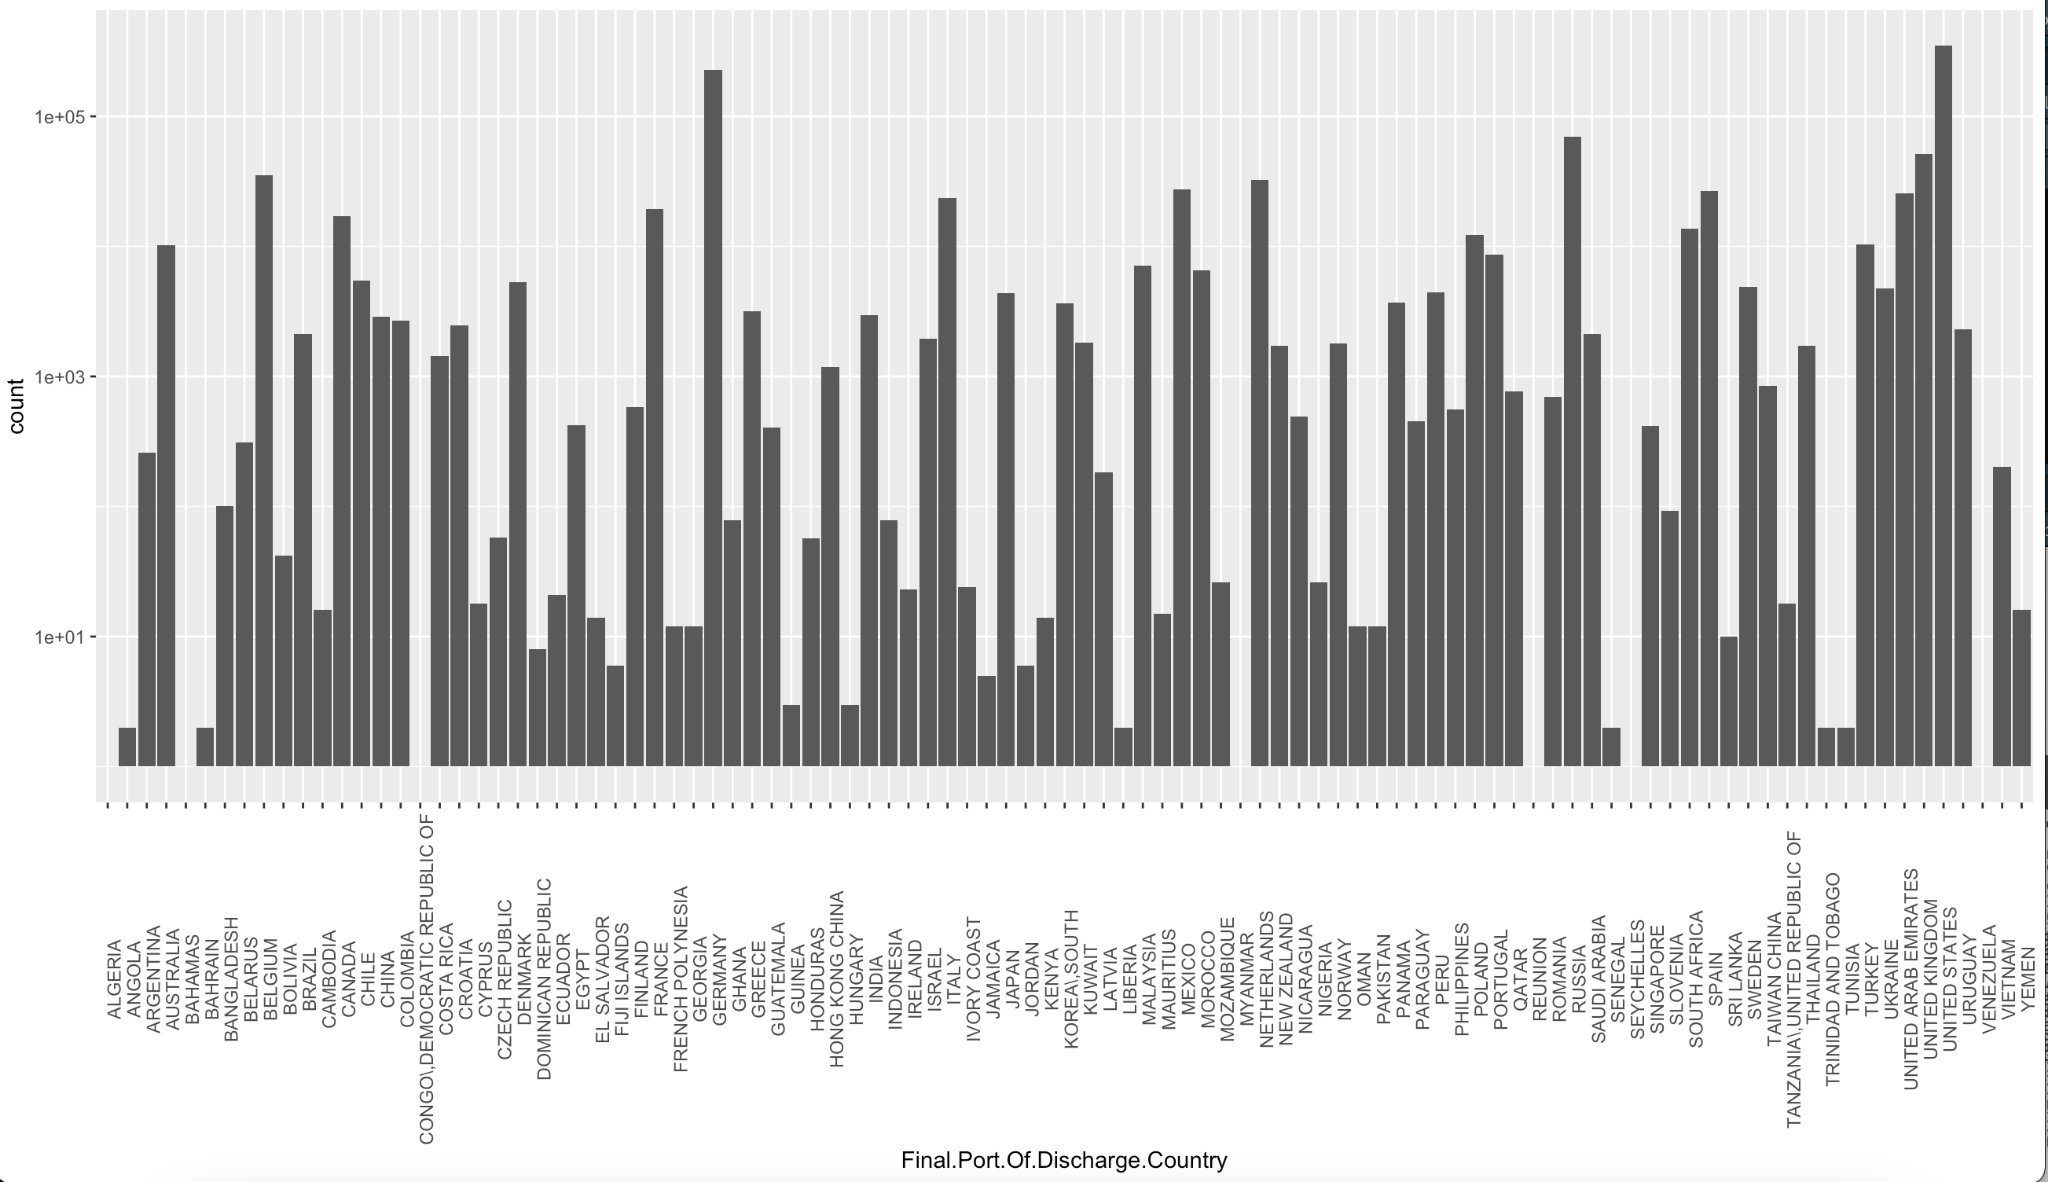 count
1e+05
1e+03
1e+01
ALGERIA
ANGOLA
ARGENTINA
AUSTRALIA
BAHAMAS
BAHRAIN
BANGLADESH
BELARUS
BELGIUM
BOLIVIA
BRAZIL
CAMBODIA
CANADA
CHILE
CHINA
COLOMBIA
CONGO\,DEMOCRATIC REPUBLIC OF
COSTA RICA
CROATIA
CYPRUS
CZECH REPUBLIC
DENMARK
DOMINICAN REPUBLIC
ECUADOR
EGYPT
EL SALVADOR
FIJI ISLANDS
FINLAND
FRANCE
FRENCH POLYNESIA
GEORGIA
GERMANY
GHANA
GREECE
GUATEMALA
GUINEA
HONDURAS
HONG KONG CHINA
HUNGARY
INDIA
INDONESIA
IRELAND
ISRAEL
ITALY
IVORY COAST
JAMAICA
JAPAN
JORDAN
KENYA
KOREA\,SOUTH
KUWAIT
LATVIA
LIBERIA
MALAYSIA
MAURITIUS
MEXICO
MOROCCO
MOZAMBIQUE
MYANMAR
NETHERLANDS
NEW ZEALAND
NICARAGUA
NIGERIA
NORWAY
OMAN
PAKISTAN
PANAMA
PARAGUAY
PERU
PHILIPPINES
POLAND
PORTUGAL
QATAR
REUNION
ROMANIA
RUSSIA
SAUDI ARABIA
SENEGAL
SEYCHELLES
SINGAPORE
SLOVENIA
SOUTH AFRICA
SPAIN
SRI LANKA
SWEDEN
TAIWAN CHINA
TANZANIA\,UNITED REPUBLIC OF
THAILAND
TRINIDAD AND TOBAGO
TUNISIA
TURKEY
UKRAINE
UNITED ARAB EMIRATES
UNITED KINGDOM
UNITED STATES
URUGUAY
VENEZUELA
VIETNAM
YEMEN
Final.Port.Of.Discharge.Country